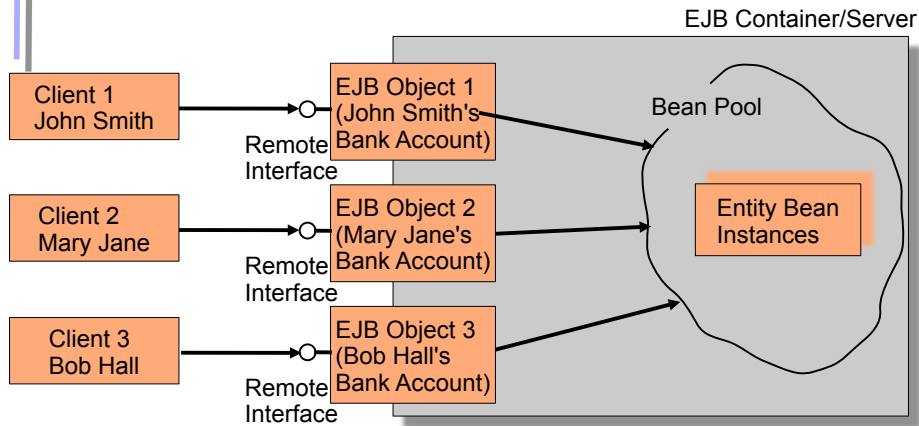 EJB Container/Server
Client 1
John Smith
EJB Object 1
(John Smith's
Bank Account)
Remote
Interface
Bean Pool
Client 2
Mary Jane
EJB Object 2
(Mary Jane's
Bank Account)
Remote
Interface
Entity Bean
Instances
Client 3
Bob Hall
EJB Object 3
(Bob Hall's
Bank Account)
Remote
Interface